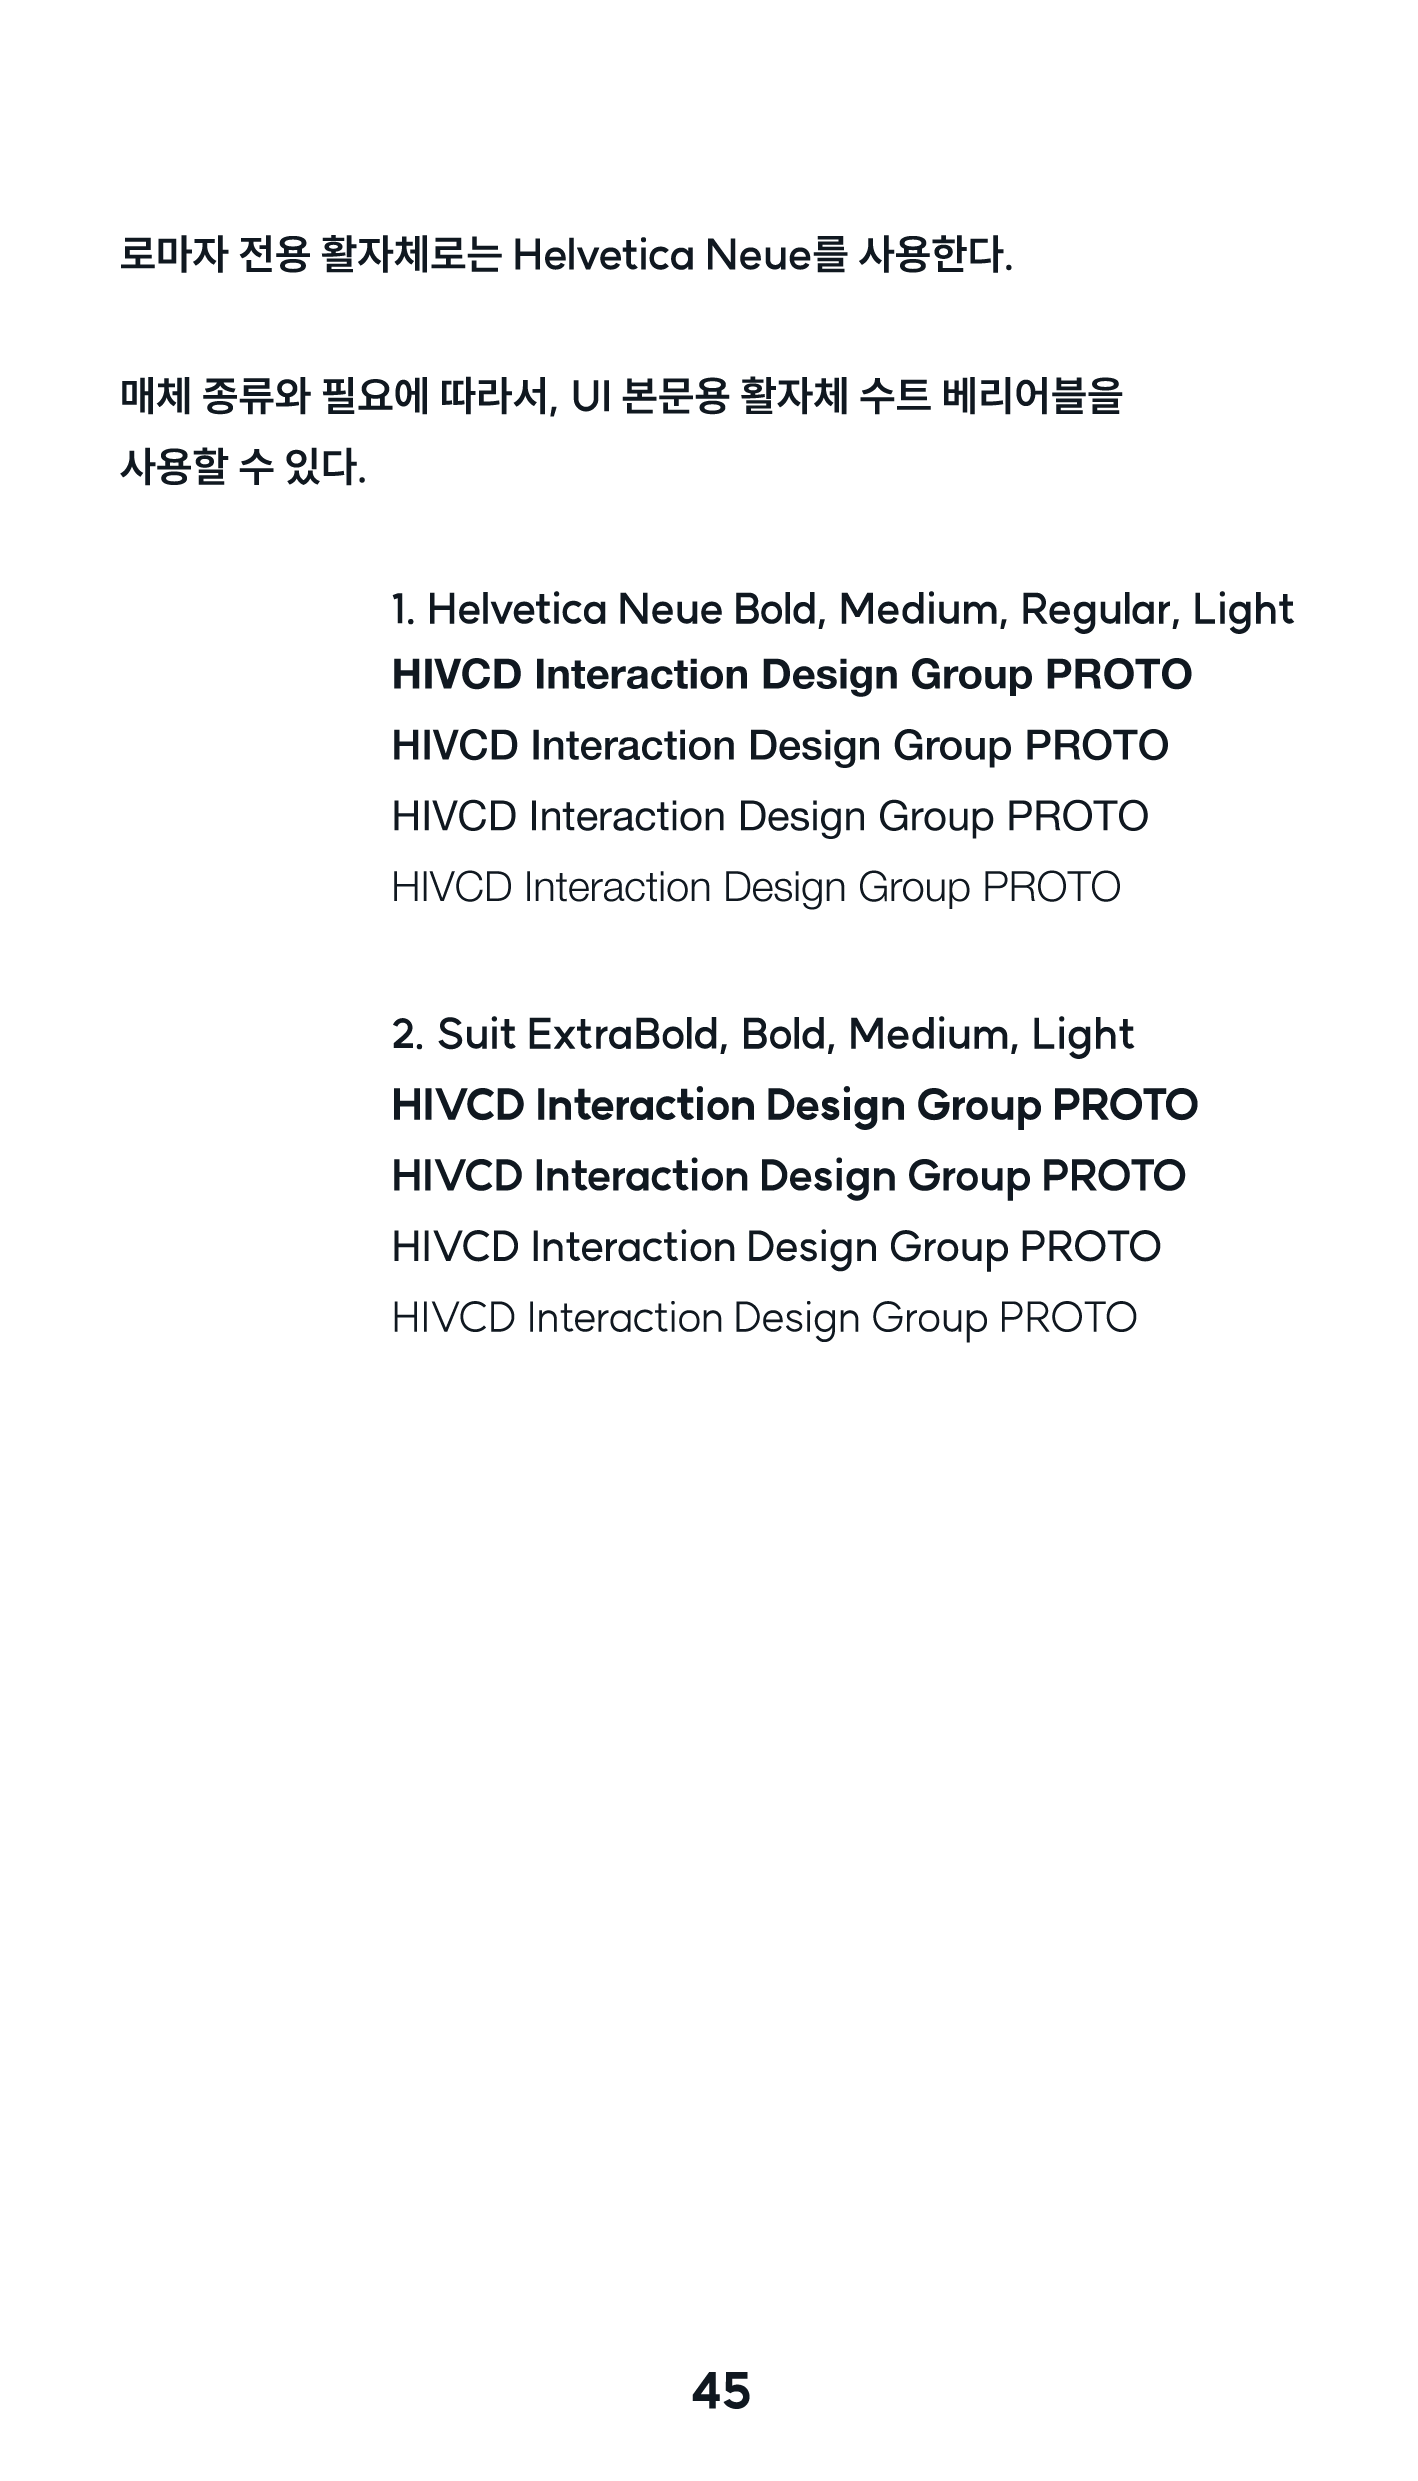 로마자 전용 활자체로는 Helvetica Neue를 사용한다.
매체 종류와 필요에 따라서, UI 본문용 활자체 수트 베리어블을
사용할 수 있다.
1. Helvetica Neue Bold, Medium, Regular, Light
HIVCD Interaction Design Group PROTO
HIVCD Interaction Design Group PROTO
HIVCD Interaction Design Group PROTO
HIVCD Interaction Design Group PROTO
2. Suit ExtraBold, Bold, Medium, Light
HIVCD Interaction Design Group PROTO
HIVCD Interaction Design Group PROTO
HIVCD Interaction Design Group PROTO
HIVCD Interaction Design Group PROTO
45